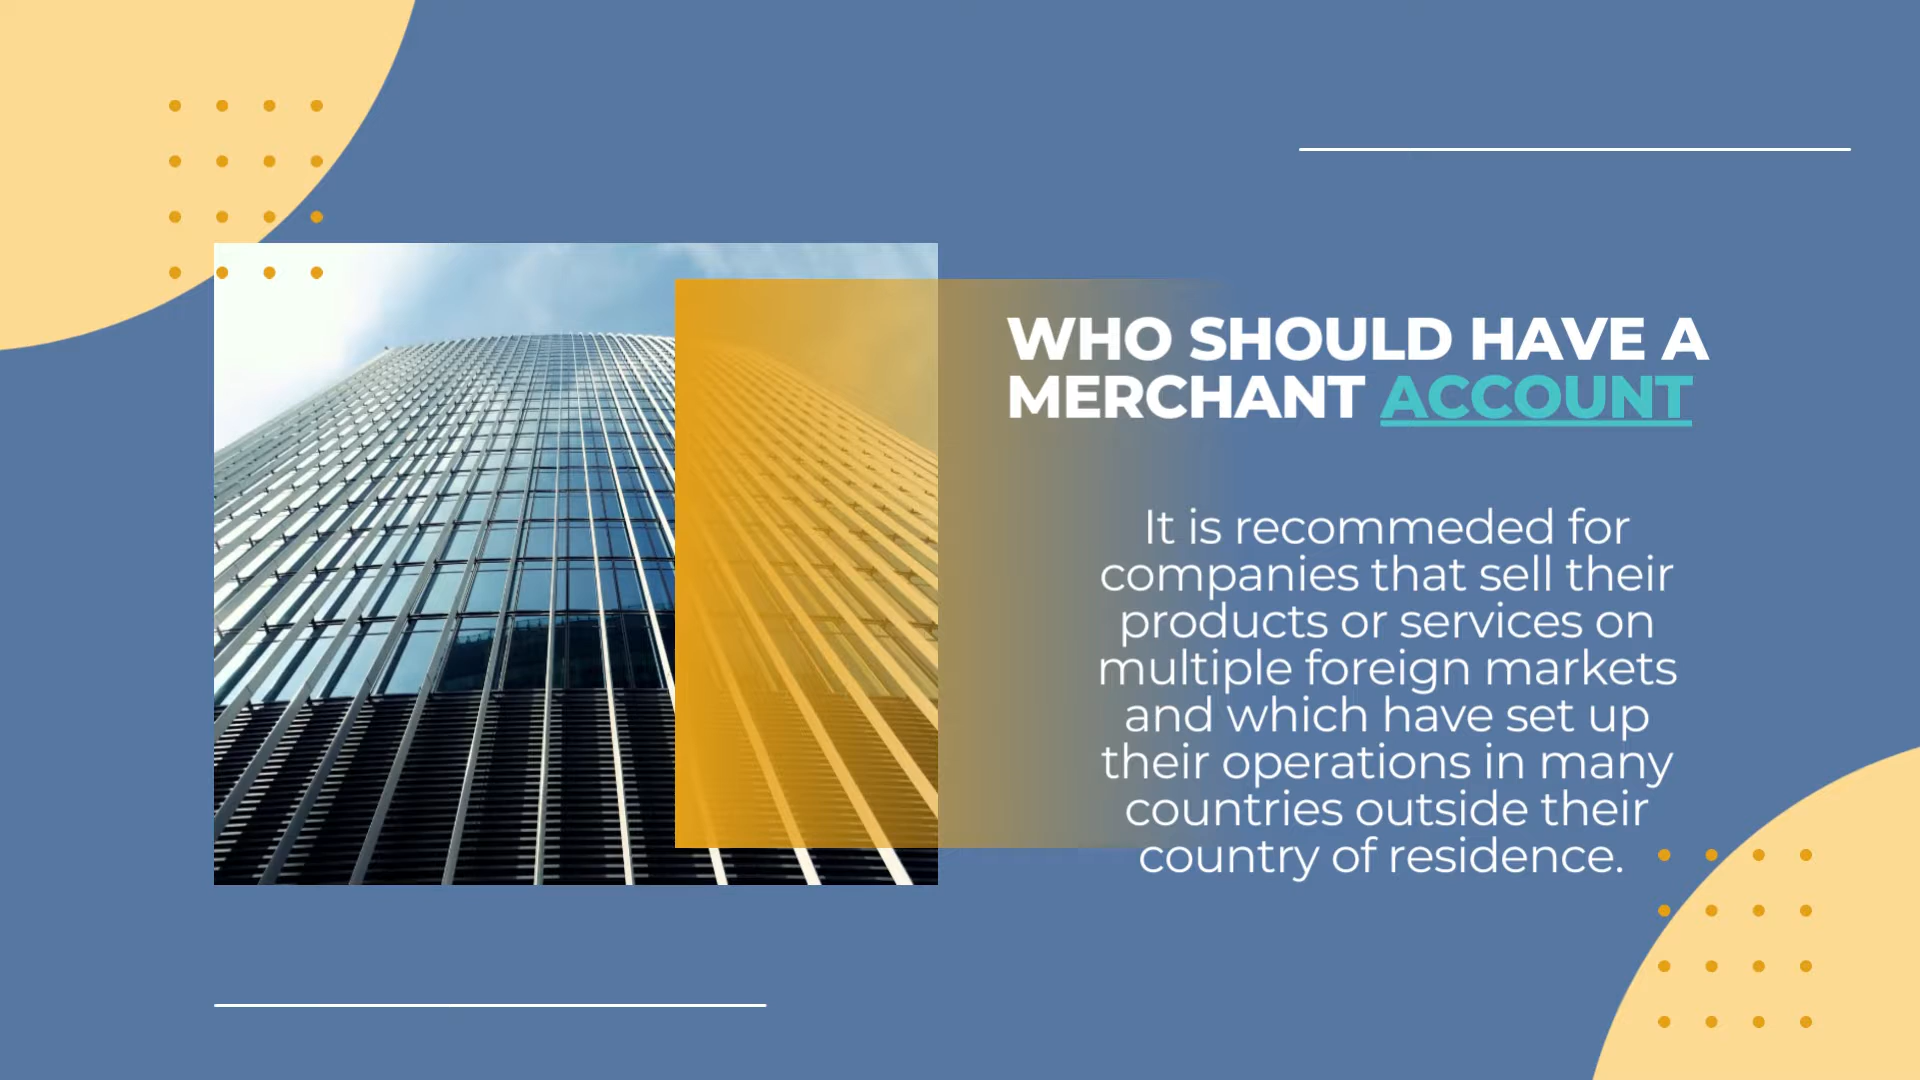 WHO SHOULD HAVE A
MERCHANT ACCOUNT
It is recommeded for
companies that sell their
products or services on
multiple foreign markets
and which have set up
their operations in many
countries outside their
country of residence.